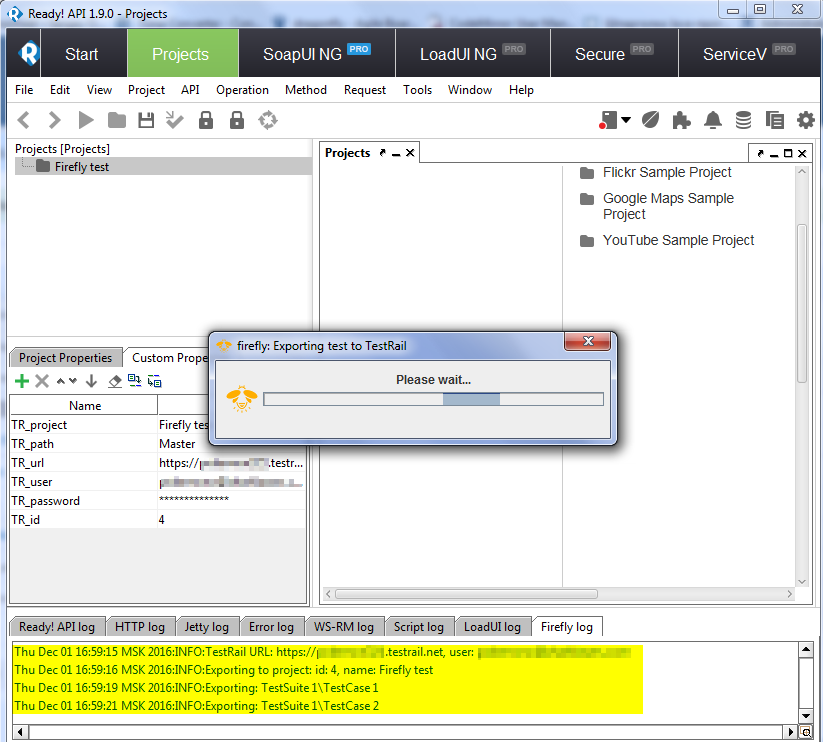 Ready! API 1.9.0 - Projects
Start
Projects
SoapUI NG PRO
LoadUI NG PRO
Secure PRO
ServiceV PRO
File Edit View Project API Operation Method Request Tools Window Help
Projects [Projects]
Firefly test
Projects
Flickr Sample Project
Google Maps Sample
Project
YouTube Sample Project
firefly: Exporting test to TestRail
Please wait...
Project Properties
Custom Prope
Name
TR_project Firefly tes
TR_path Master
TR_url https:// .testr...
TR_user
TR_password **************
TR_id 4
Ready! API log HTTP log Jetty log Error log WS-RM log Script log LoadUI log Firefly log
Thu Dec 01 16:59:15 MSK 2016:INFO:TestRail URL: https:// .testrail.net, user:
Thu Dec 01 16:59:16 MSK 2016:INFO:Exporting to project: id: 4, name: Firefly test
Thu Dec 01 16:59:19 MSK 2016:INFO:Exporting: TestSuite 1\TestCase 1
Thu Dec 01 16:59:21 MSK 2016:INFO:Exporting: TestSuite 1\TestCase 2